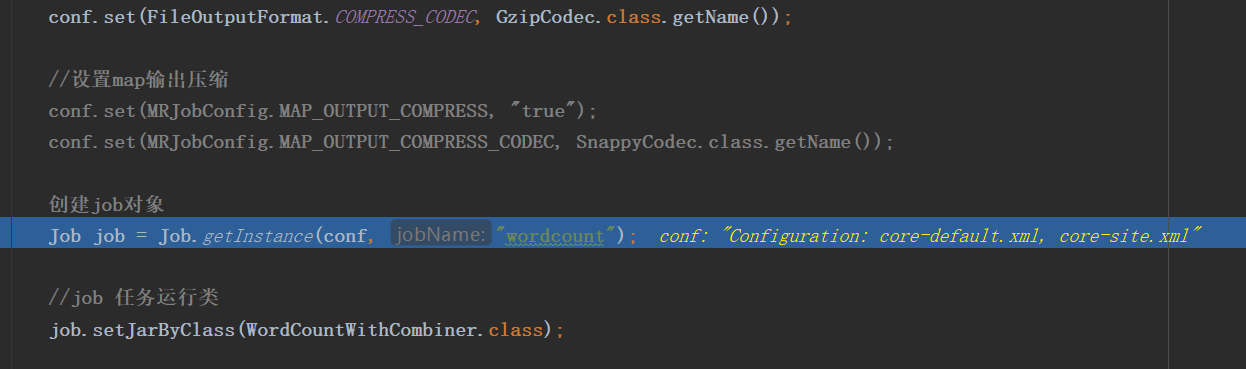 conf.set(FileOutputFormat.COMPRESS_CODEC, GzipCodec.class.getName());
//设置map输出压缩
conf.set(MRJobConfig.MAP_OUTPUT_COMPRESS, "true");
conf.set(MRJobConfig.MAP_OUTPUT_COMPRESS_CODEC, SnappyCodec.class.getName());
创建job对象
Job job = Job.getInstance(conf, jobName: "wordcount"); conf: "Configuration: core-default.xml, core-site.xml"
//job 任务运行类
job.setJarByClass(WordCountWithCombiner.class);